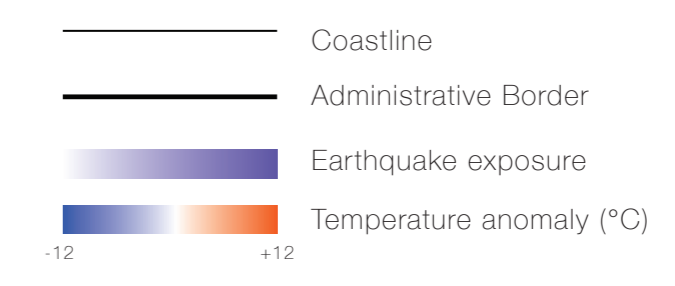 Coastline
Administrative Border
Earthquake exposure
Temperature anomaly (°C)
-12 +12